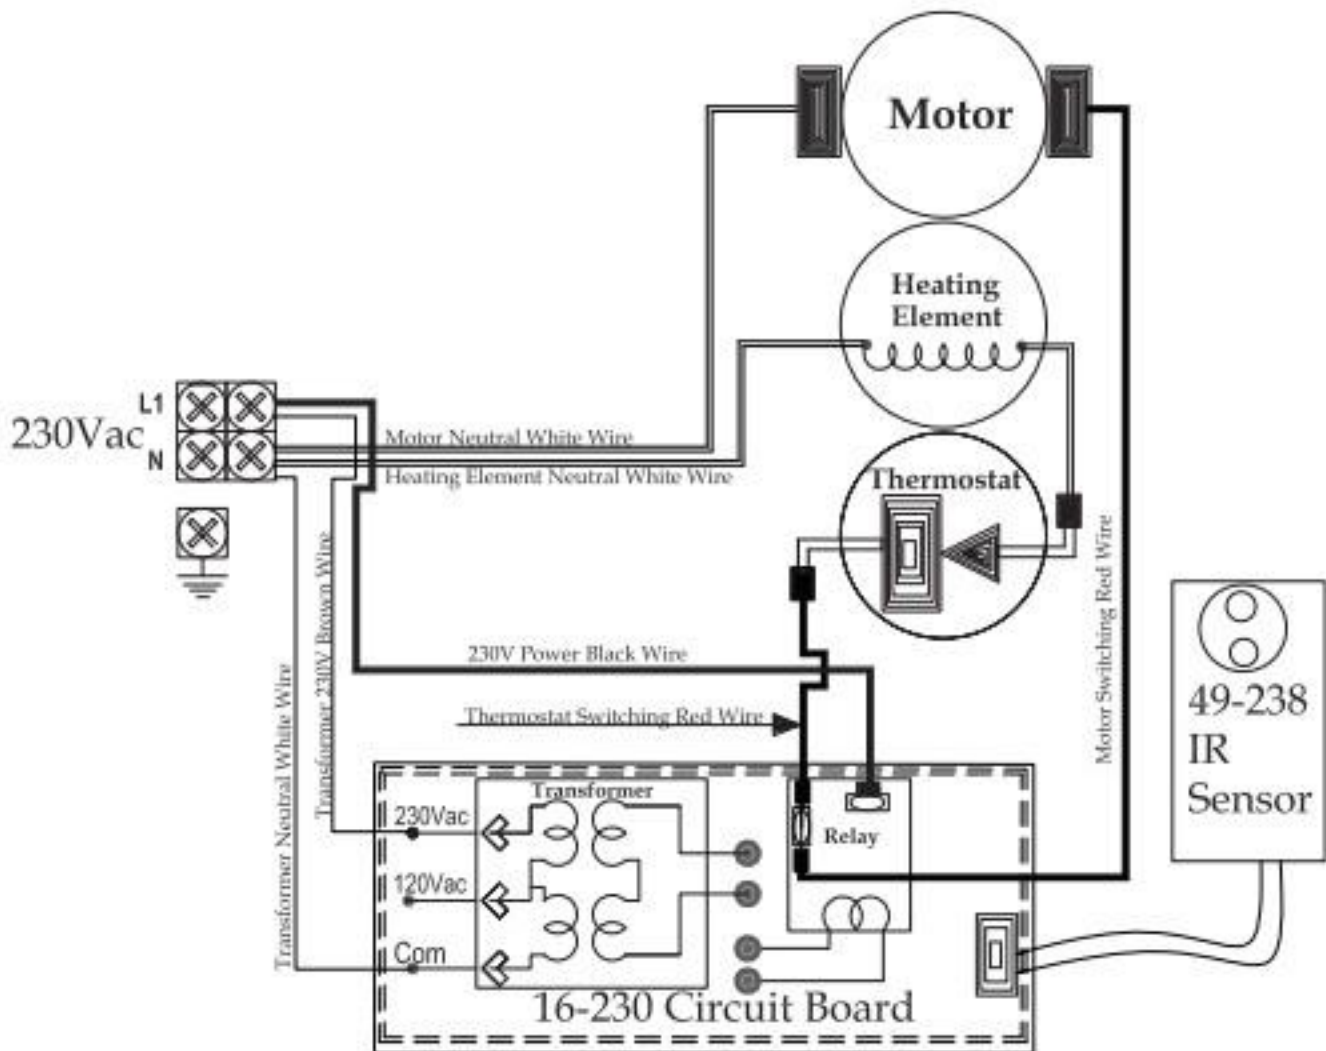 Motor
Heating
Element
L1
230Vac
N
Motor Neutral White Wire
Heating Element Neutral White Wire
Thermostat
Transformer Neutral White Wire
Transformer 230V Brown Wire
Motor Switching Red Wire
230V Power Black Wire
Thermostat Switching Red Wire
49-238
IR
Sensor
Transformer
230Vac
Relay
120Vac
Com
16-230 Circuit Board